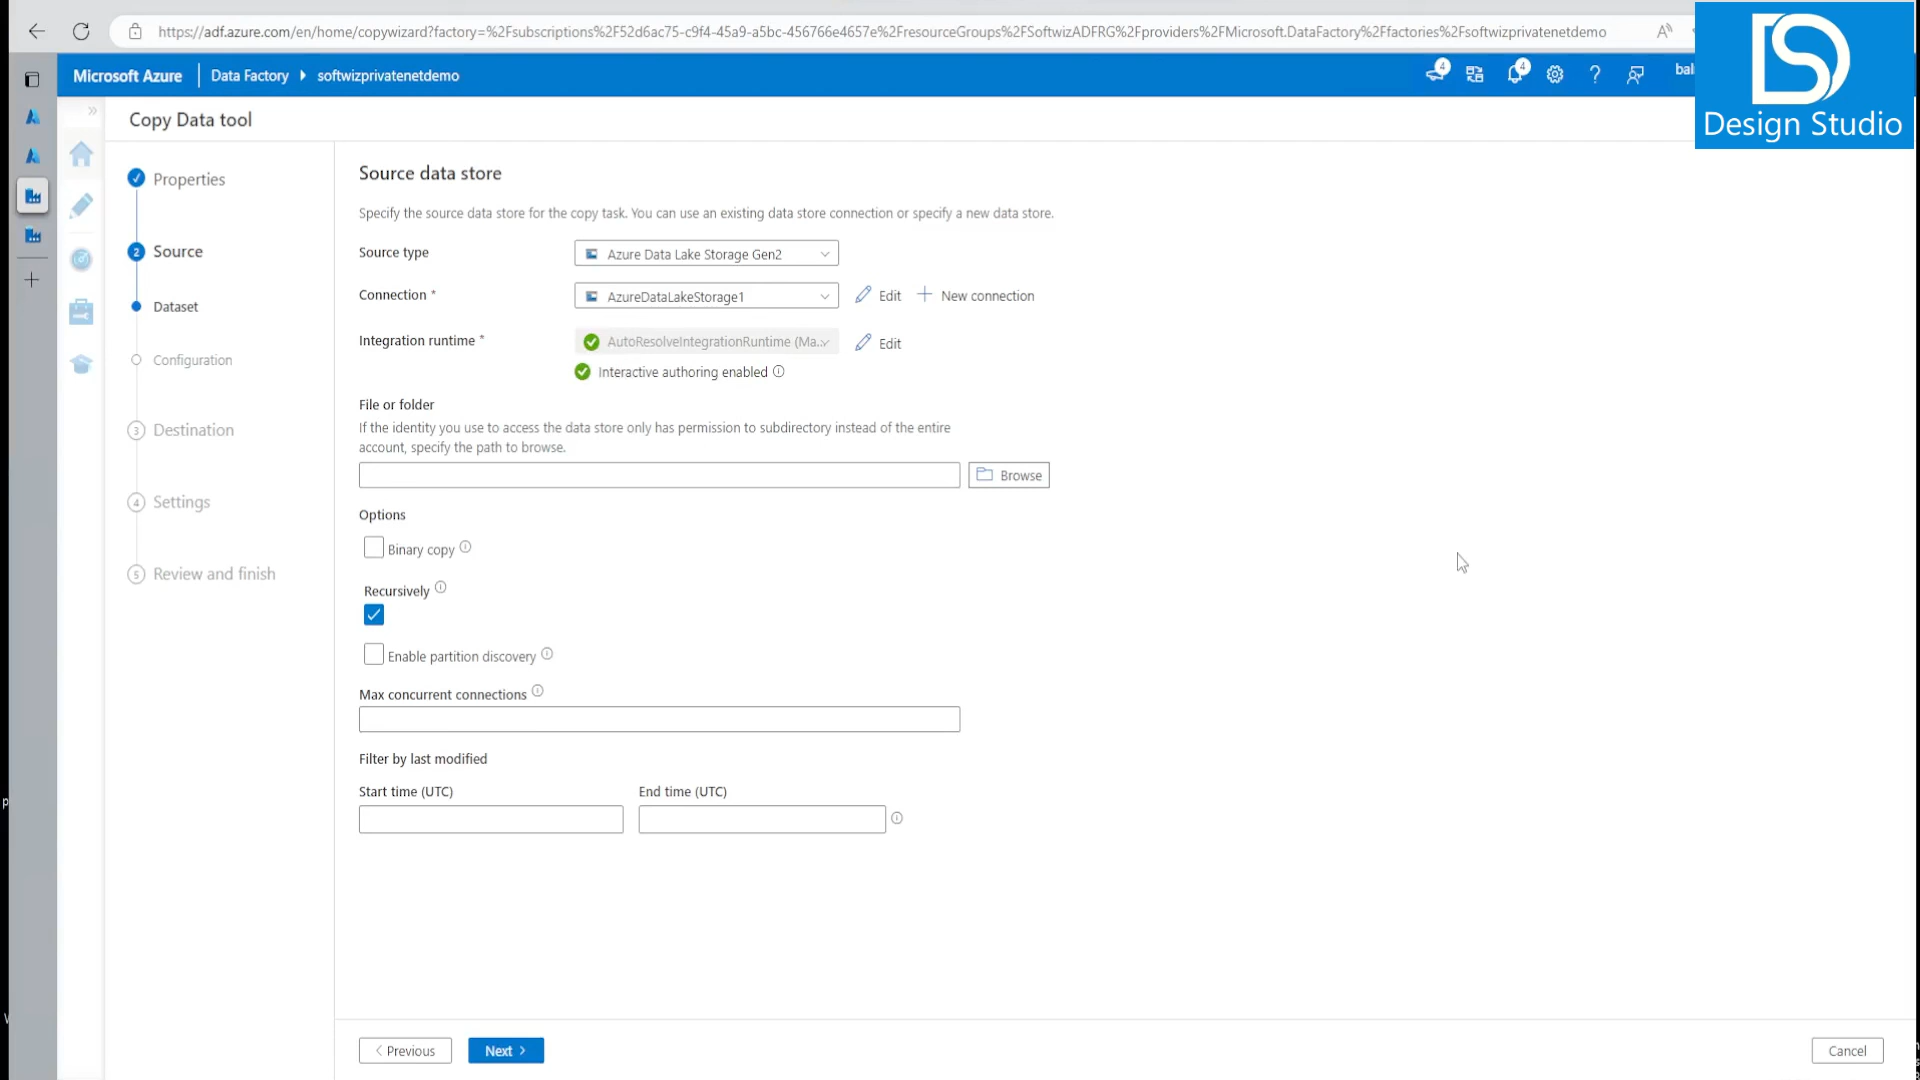 https://adf.azure.com/en/home/copywizard?factory=%2Fsubscriptions%2F52d6ac75-c9f4-45a9-a5bc-456766e4657e%2FresourceGroups%2FSoftwizADFRG%2Fproviders%2FMicrosoft.DataFactory%2Ffactories%2Fsoftwizprivatenetdemo
Microsoft Azure Data Factory softwizprivatenetdemo 4 4 bal
Design Studio
Copy Data tool
Properties
2 Source
Dataset
Configuration
3 Destination
4 Settings
5 Review and finish
Source data store
Specify the source data store for the copy task. You can use an existing data store connection or specify a new data store.
Source type Azure Data Lake Storage Gen2
Connection * AzureDataLakeStorage1 Edit New connection
Integration runtime * AutoResolveIntegrationRuntime (Ma... Edit
Interactive authoring enabled
File or folder
If the identity you use to access the data store only has permission to subdirectory instead of the entire
account, specify the path to browse.
Browse
Options
Binary copy
Recursively
Enable partition discovery
Max concurrent connections
Filter by last modified
Start time (UTC) End time (UTC)
Previous Next Cancel